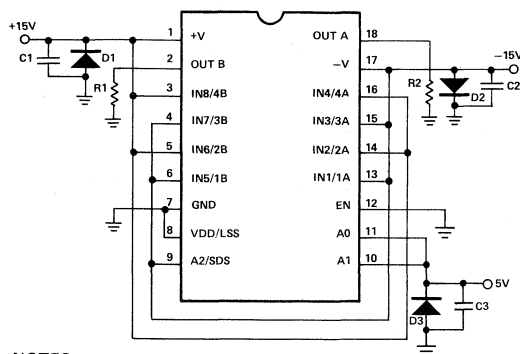 +15V
C1
D1
R1
1 +V
2 OUT B
3 IN8/4B
4 IN7/3B
5 IN6/2B
6 IN5/1B
7 GND
8 VDD/LSS
9 A2/SDS
OUT A 18
-V 17
IN4/4A 16
IN3/3A 15
IN2/2A 14
IN1/1A 13
EN 12
A0 11
A1 10
R2
-15V
D2
C2
5V
D3
C3